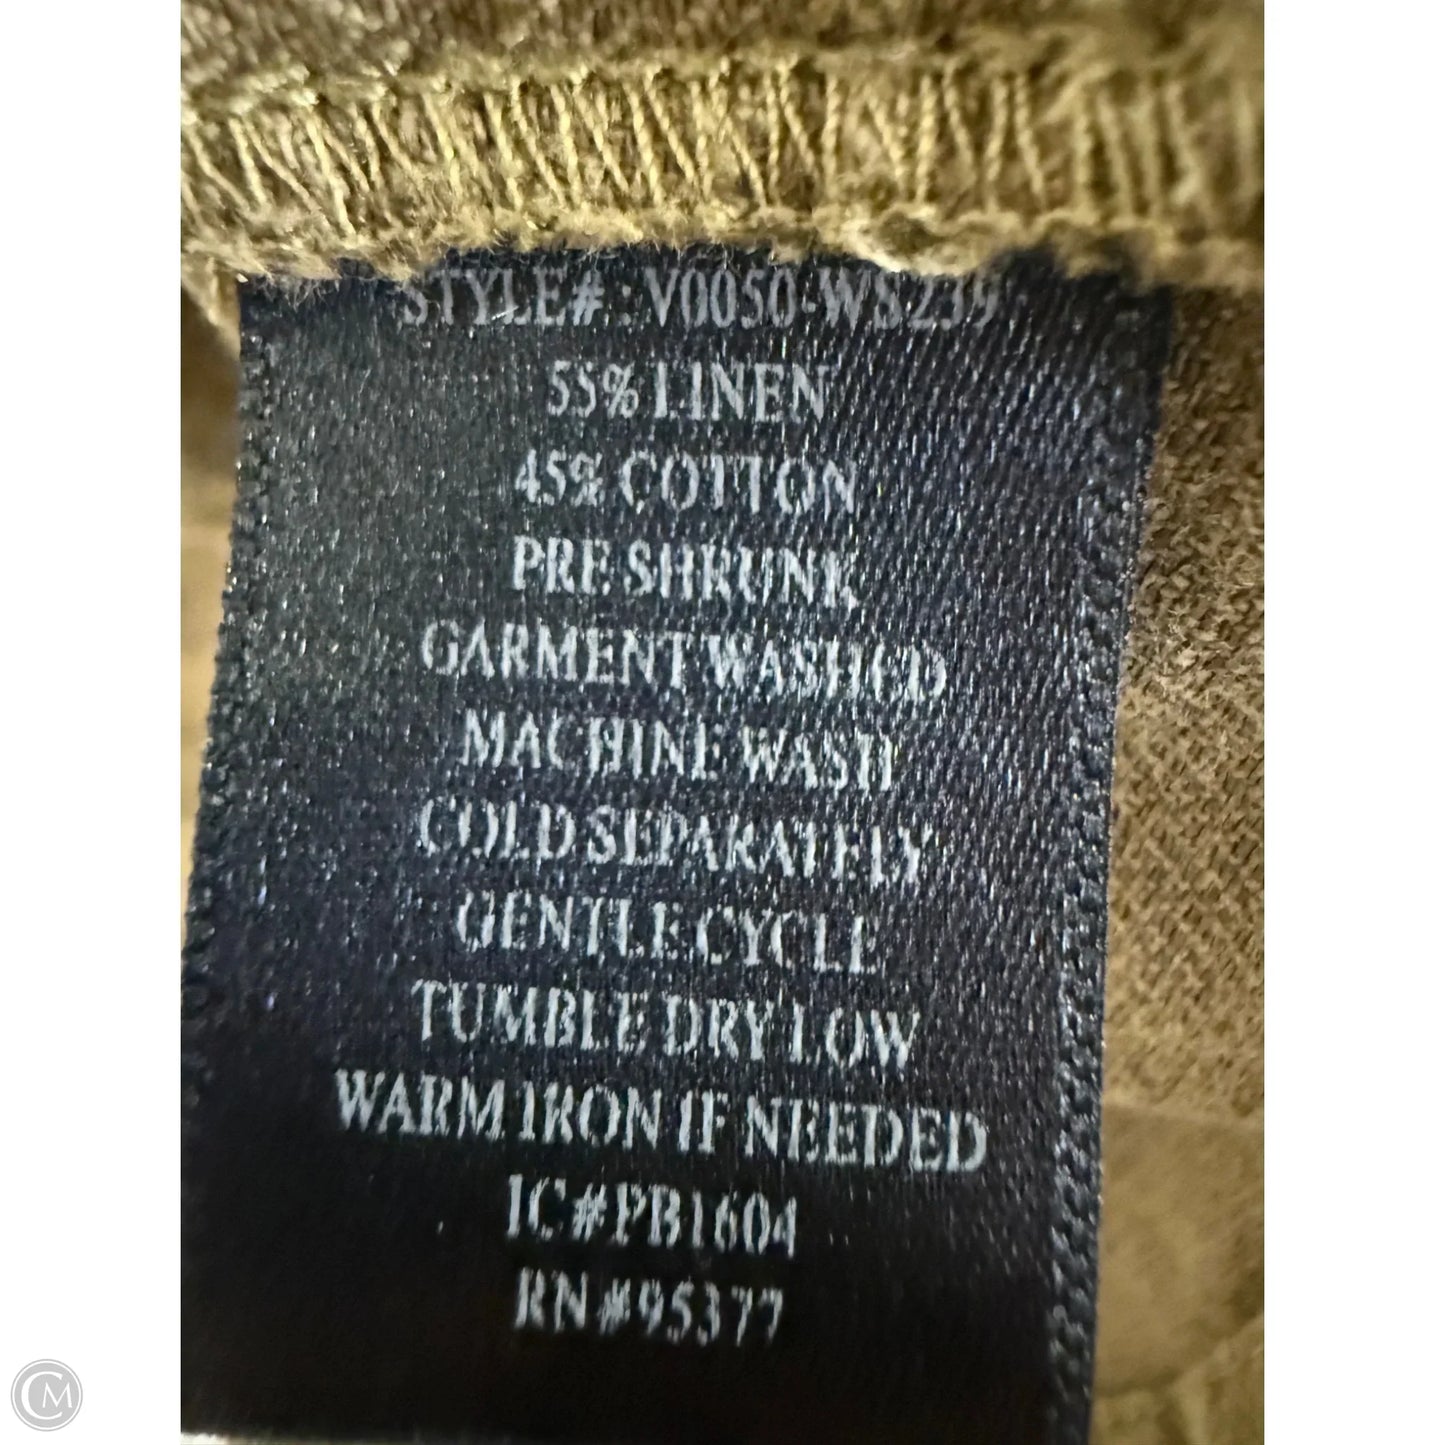 STYLE#: V0050-WS239
55% LINEN
45% COTTON
PRE SHRUNK
GARMENT WASHED
MACHINE WASH
COLD SEPARATELY
GENTLE CYCLE
TUMBLE DRY LOW
WARM IRON IF NEEDED
IC#PB1604
RN#95377
CM